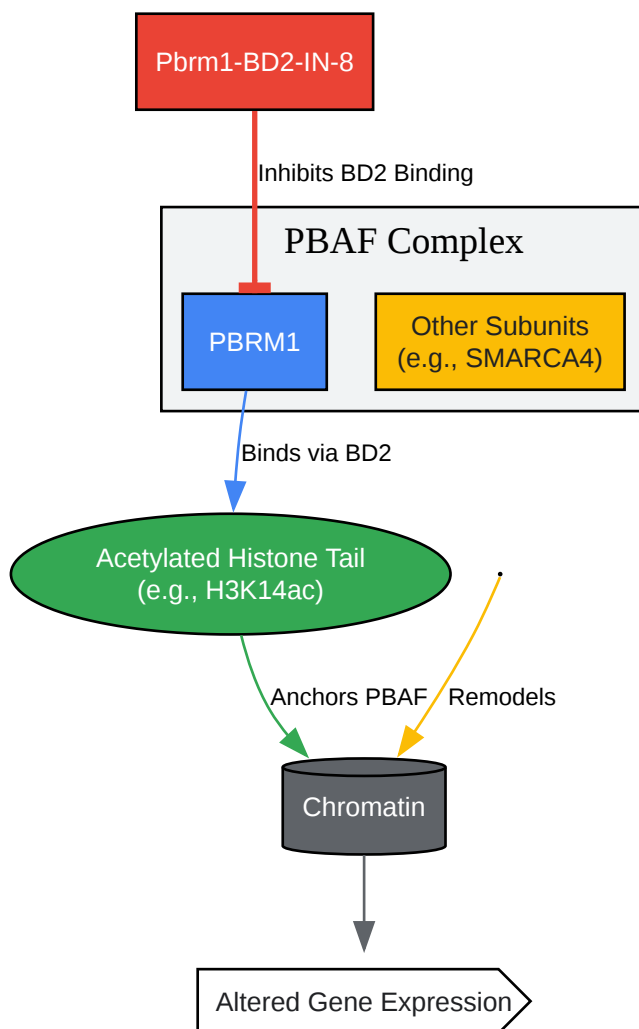 Pbrm1-BD2-IN-8
Inhibits BD2 Binding
PBAF Complex
PBRM1
Other Subunits
(e.g., SMARCA4)
Binds via BD2
Acetylated Histone Tail
(e.g., H3K14ac)
Anchors PBAF
Remodels
Chromatin
Altered Gene Expression